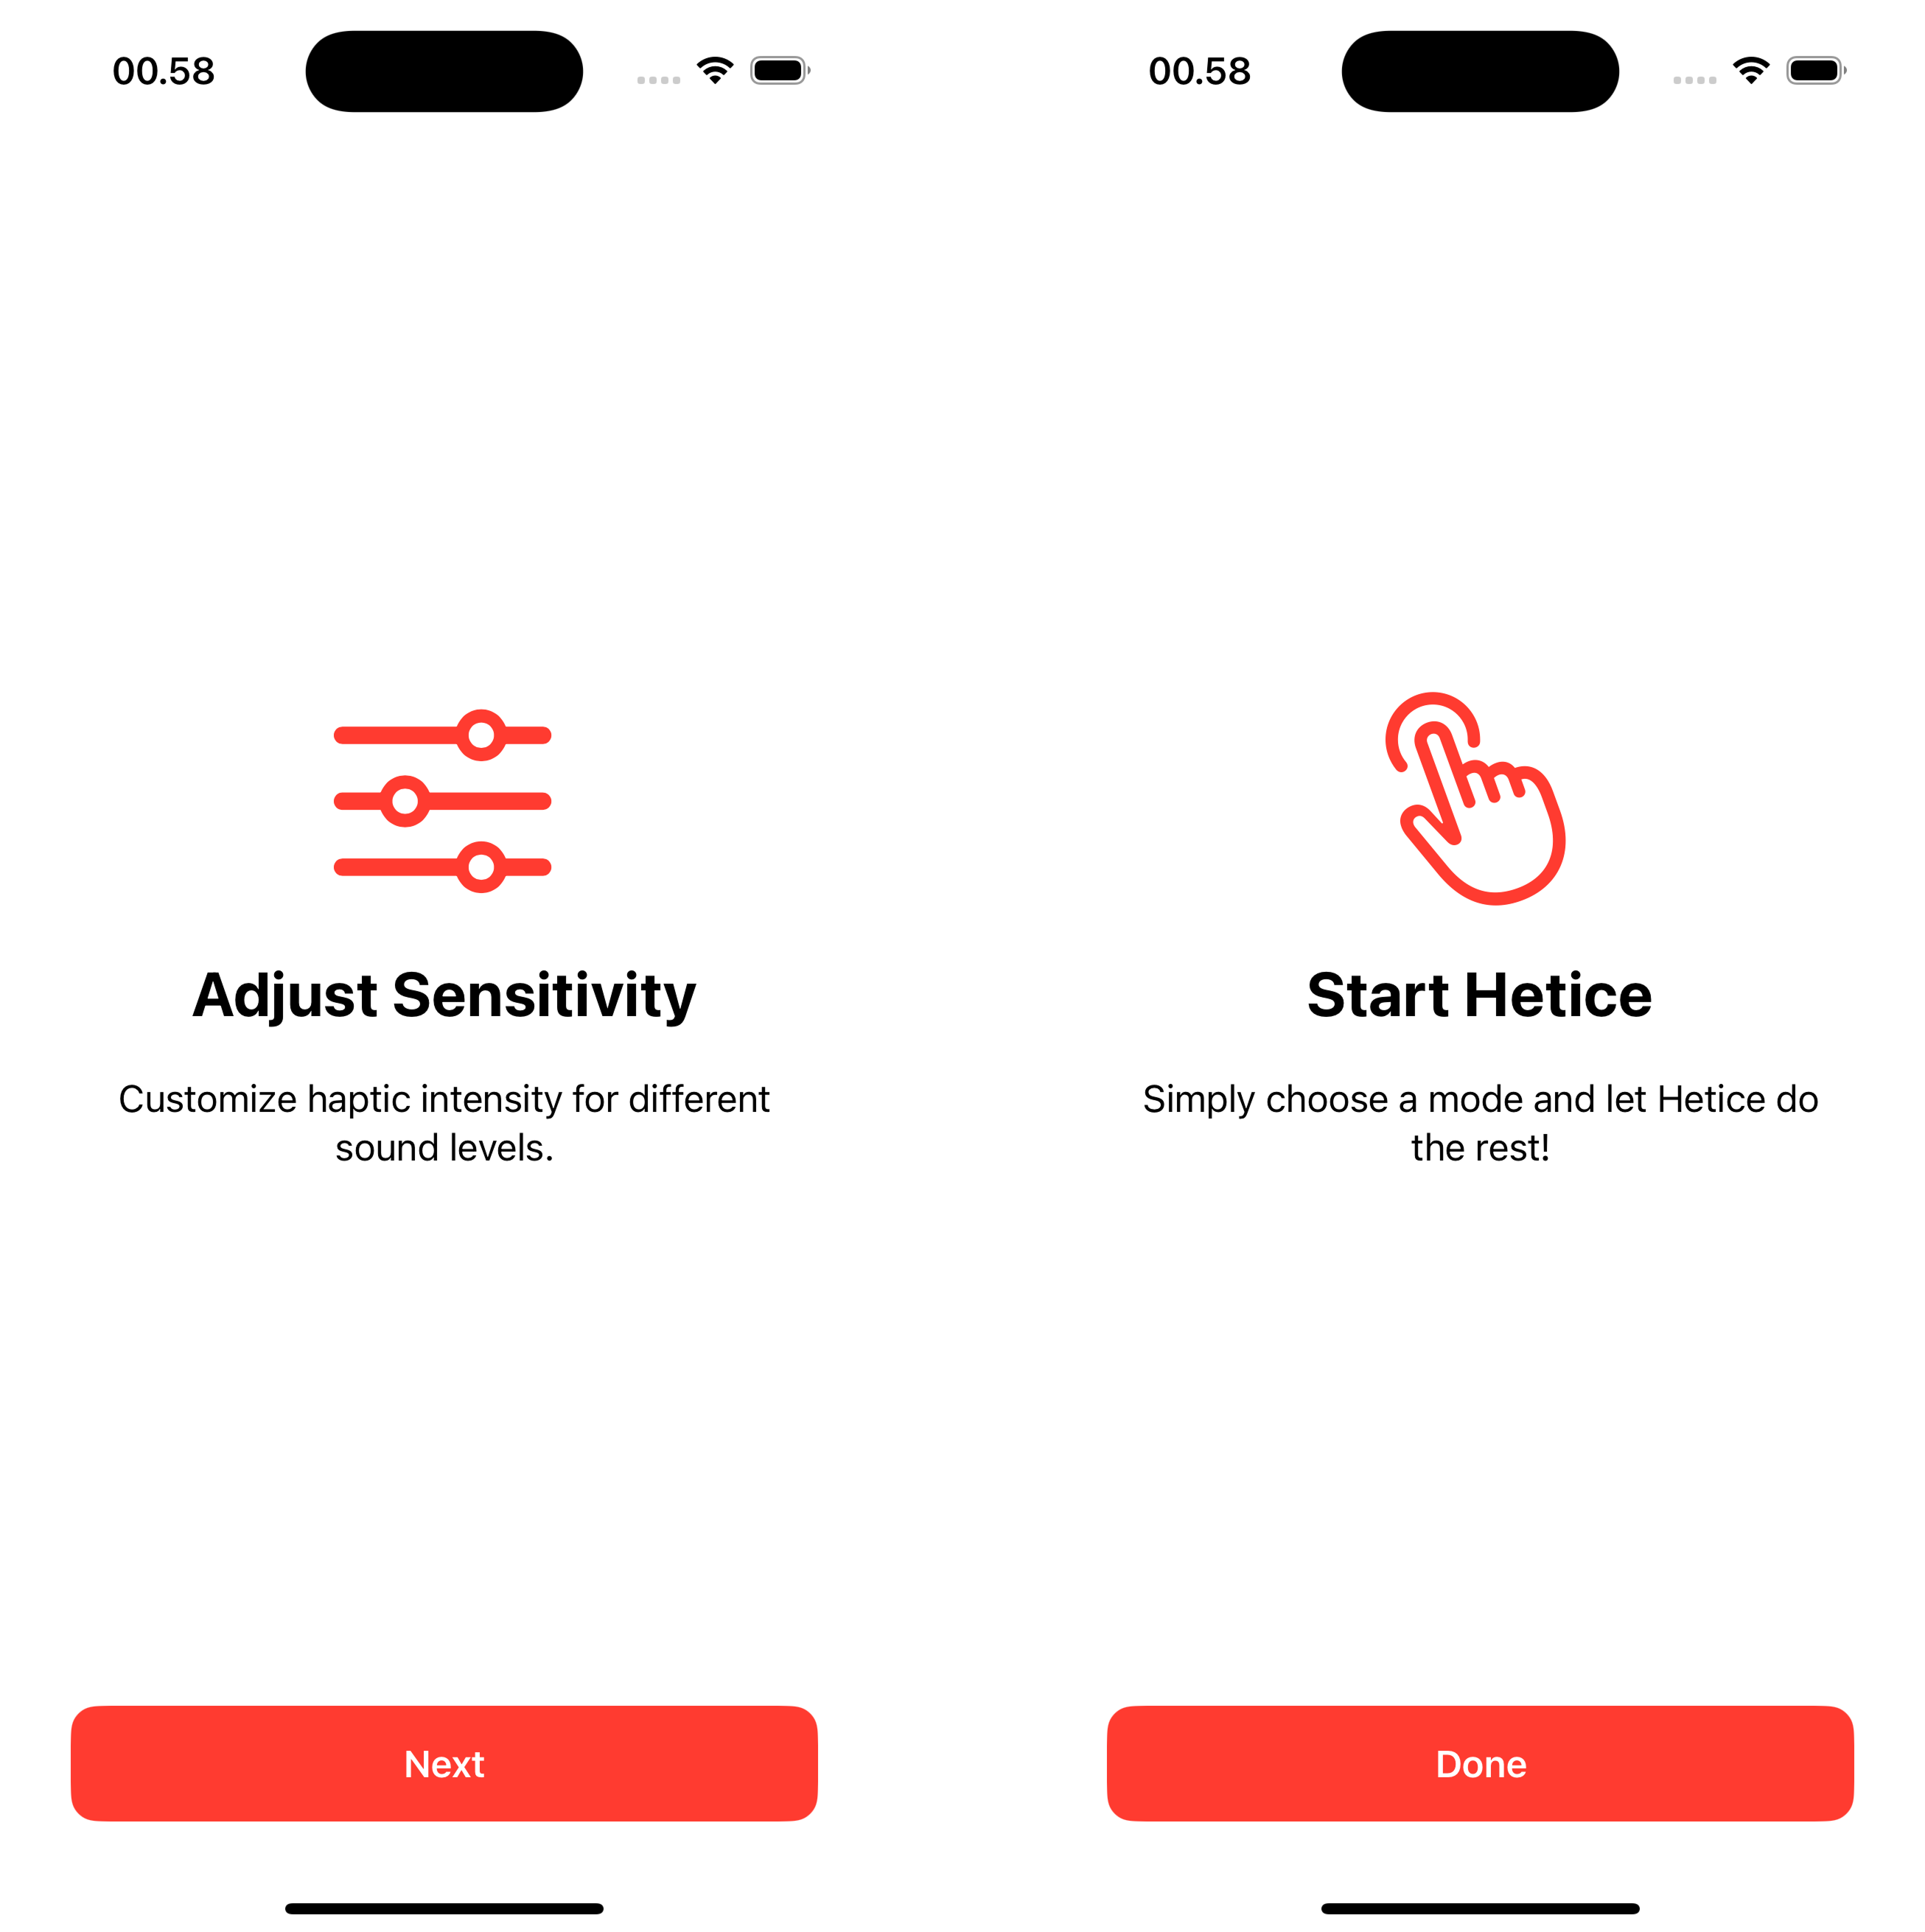 00.58
Adjust Sensitivity
Customize haptic intensity for different
sound levels.
Next
00.58
Start Hetice
Simply choose a mode and let Hetice do
the rest!
Done